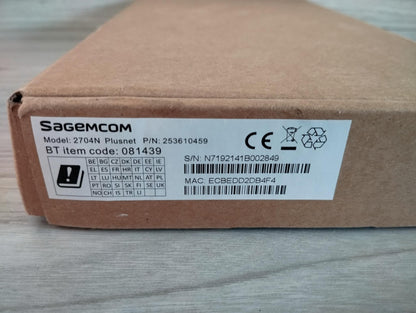 SAGEMCOM
Model: 2704N Plusnet P/N: 253610459
BT item code: 081439
BE BG CZ DK DE EE IE
EL ES FR HR IT CY LV
LT LU HU MT NL AT PL
PT RO SI SK FI SE UK
NO CH IS TR LI
S/N: N7192141B002849
MAC: ECBEDD2DB4F4